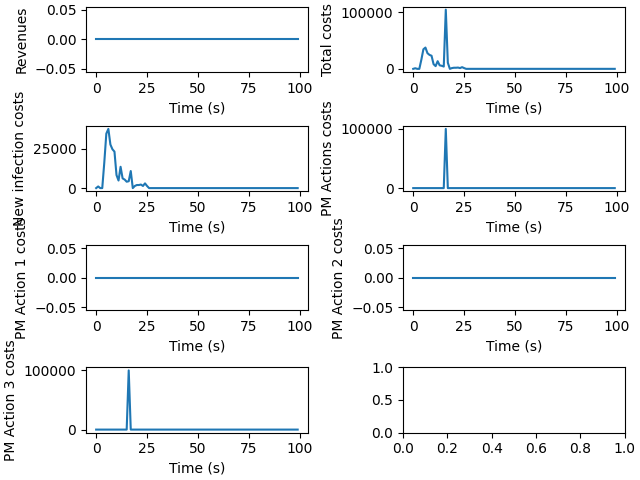 Revenues
0.05
0.00
−0.05
0 25 50 75 100
Time (s)
Total costs
100000
0
0 25 50 75 100
Time (s)
New infection costs
25000
0
0 25 50 75 100
Time (s)
PM Actions costs
100000
0
0 25 50 75 100
Time (s)
PM Action 1 costs
0.05
0.00
−0.05
0 25 50 75 100
Time (s)
PM Action 2 costs
0.05
0.00
−0.05
0 25 50 75 100
Time (s)
PM Action 3 costs
100000
0
0 25 50 75 100
Time (s)
1.0
0.5
0.0
0.0 0.2 0.4 0.6 0.8 1.0